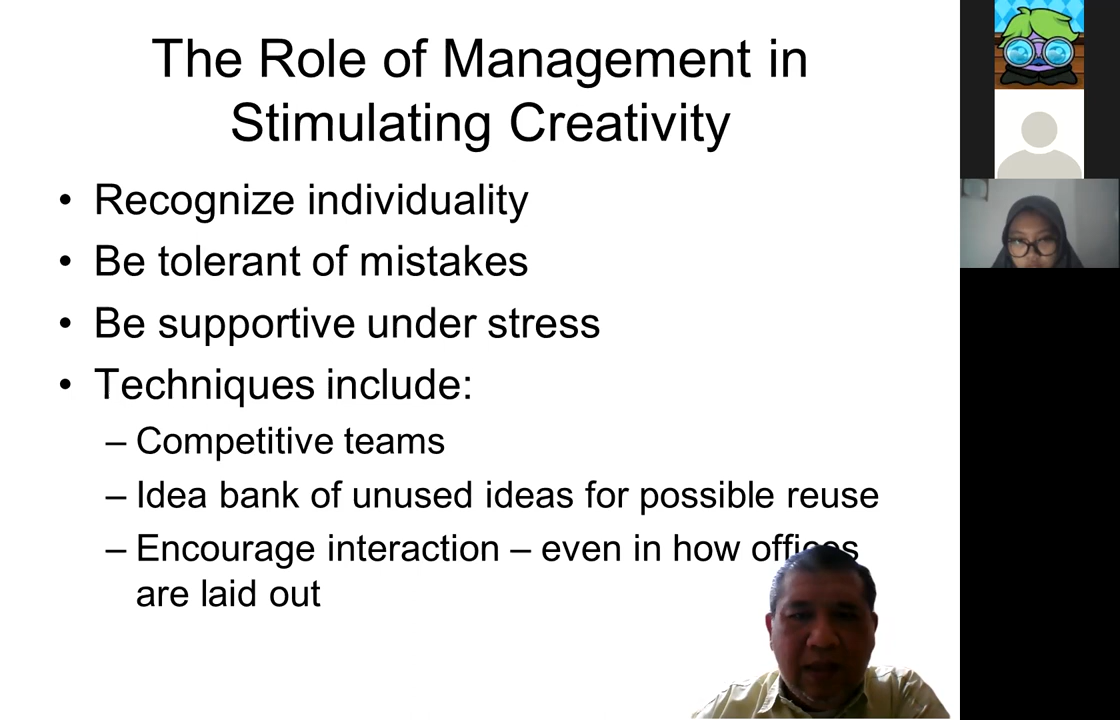 The Role of Management in
Stimulating Creativity
• Recognize individuality
• Be tolerant of mistakes
• Be supportive under stress
• Techniques include:
– Competitive teams
– Idea bank of unused ideas for possible reuse
– Encourage interaction – even in how offices
are laid out